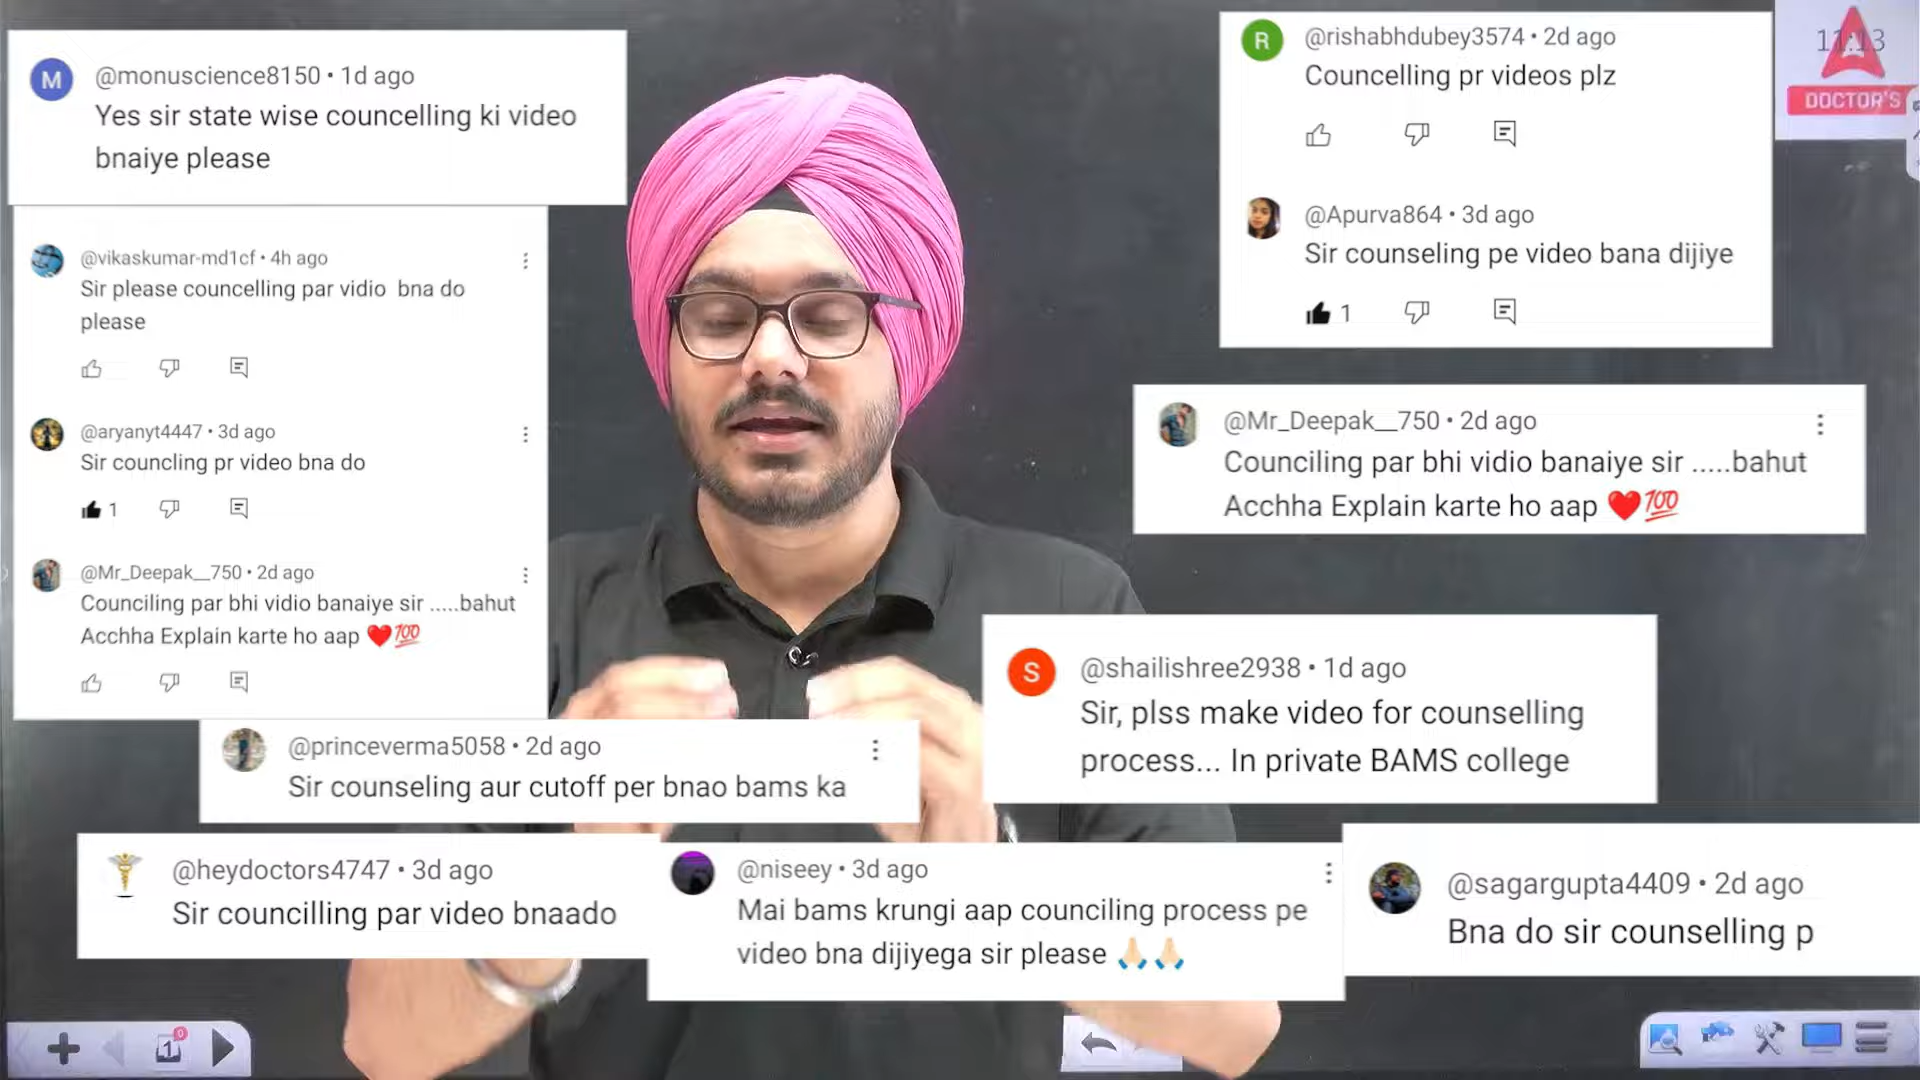 M
@monuscience8150 • 1d ago
Yes sir state wise councelling ki video
bnaiye please
@vikaskumar-md1cf • 4h ago
Sir please councelling par vidio bna do
please
@aryanyt4447 • 3d ago
Sir councling pr video bna do
1
@Mr_Deepak__750 • 2d ago
Counciling par bhi vidio banaiye sir .....bahut
Acchha Explain karte ho aap ❤️💯
@princeverma5058 • 2d ago
Sir counseling aur cutoff per bnao bams ka
@heydoctors4747 • 3d ago
Sir councilling par video bnaado
@niseey • 3d ago
Mai bams krungi aap counciling process pe
video bna dijiyega sir please 🙏🏻🙏🏻
R
@rishabhdubey3574 • 2d ago
Councelling pr videos plz
@Apurva864 • 3d ago
Sir counseling pe video bana dijiye
1
@Mr_Deepak__750 • 2d ago
Counciling par bhi vidio banaiye sir .....bahut
Acchha Explain karte ho aap ❤️💯
S
@shailishree2938 • 1d ago
Sir, plss make video for counselling
process... In private BAMS college
@sagargupta4409 • 2d ago
Bna do sir counselling p
11:13
DOCTOR'S
1
0